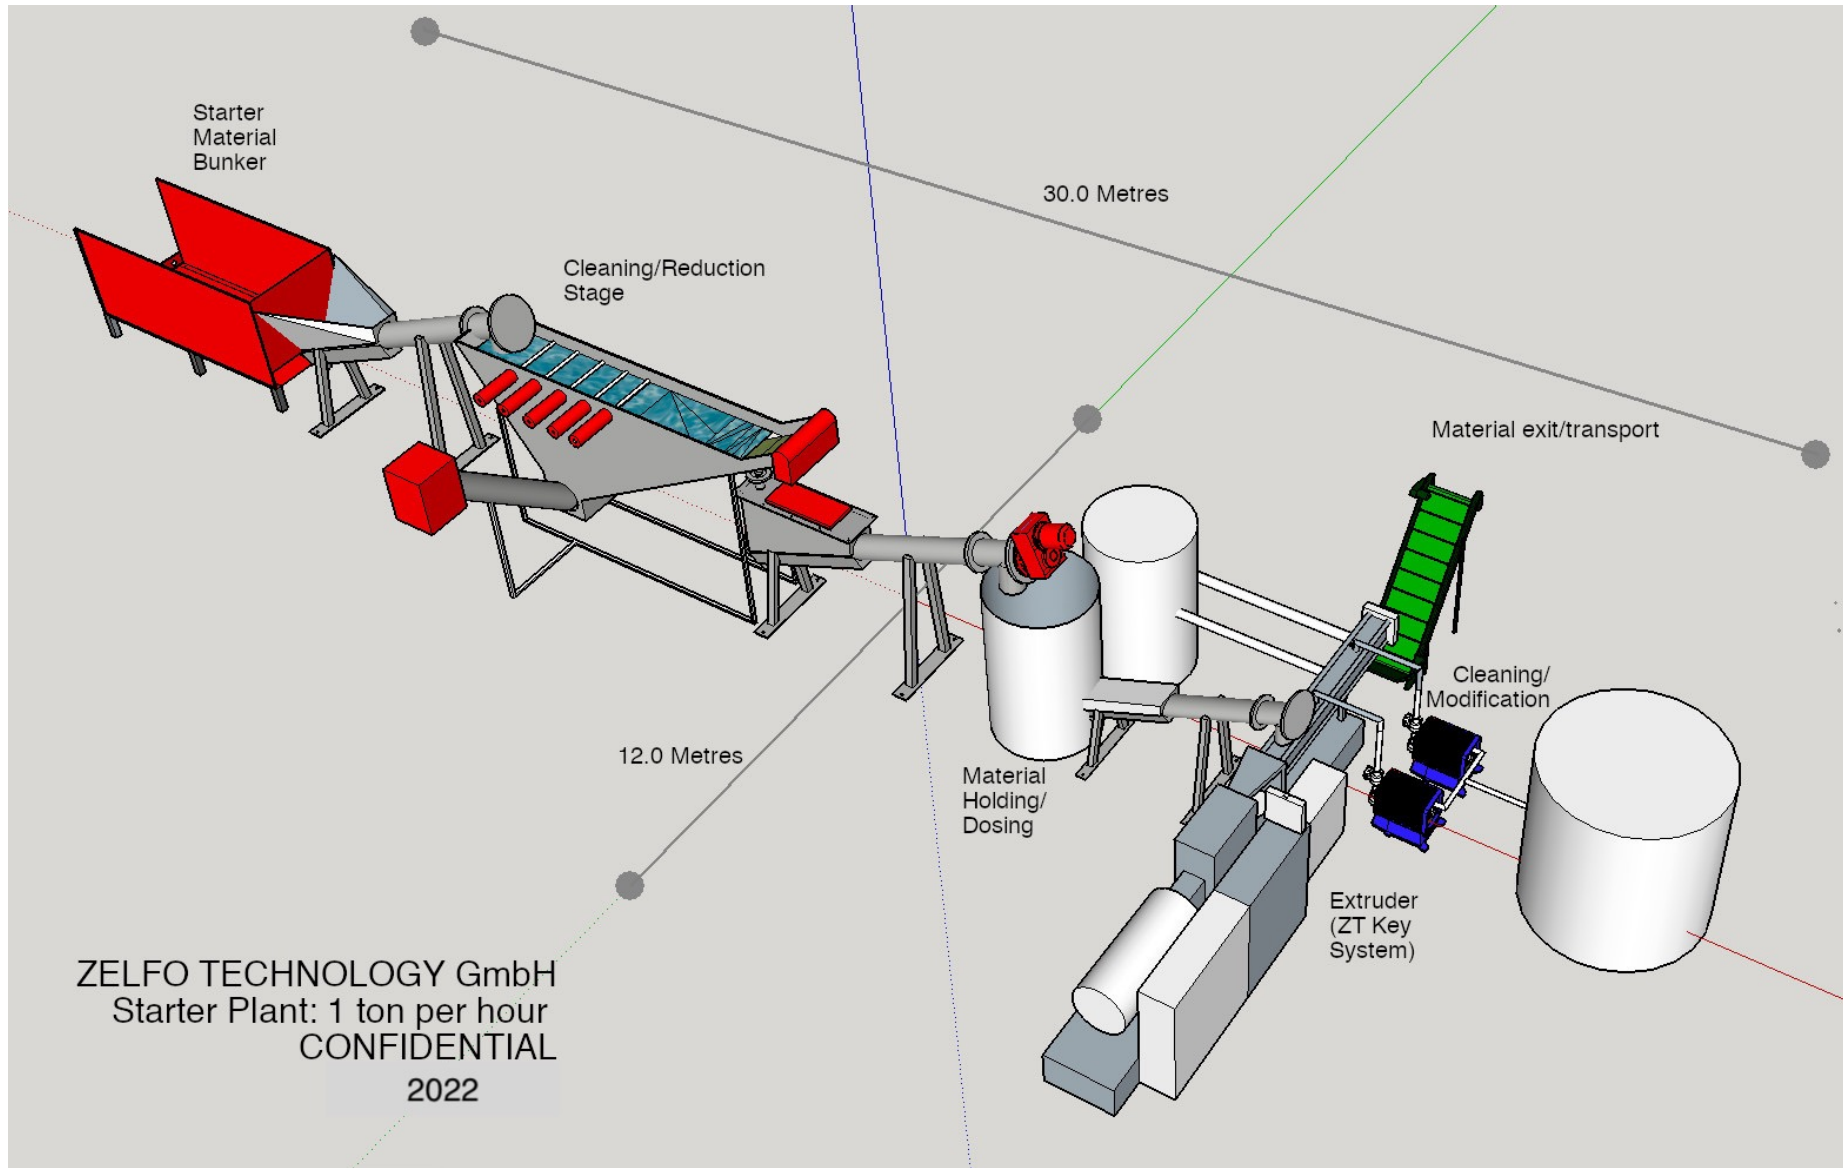 Starter
Material
Bunker
30.0 Metres
Cleaning/Reduction
Stage
Material exit/transport
Cleaning/
Modification
12.0 Metres
Material
Holding/
Dosing
Extruder
(ZT Key
System)
ZELFO TECHNOLOGY GmbH
Starter Plant: 1 ton per hour
CONFIDENTIAL
2022